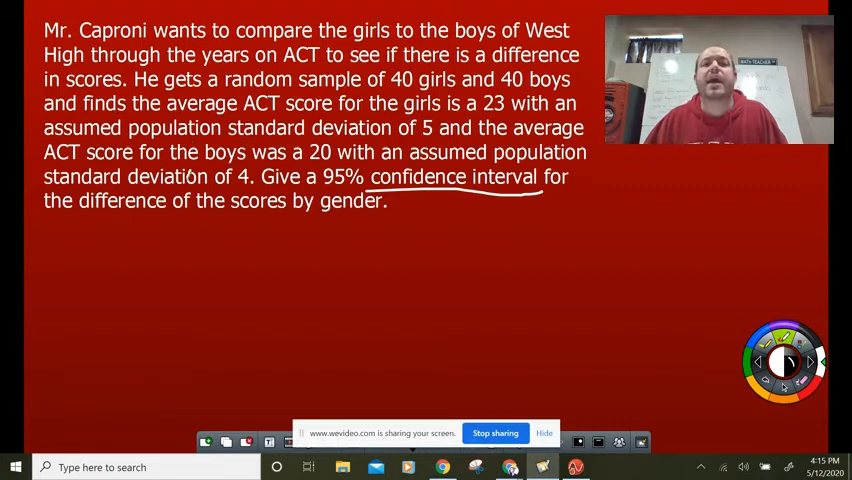 Mr. Caproni wants to compare the girls to the boys of West
High through the years on ACT to see if there is a difference
in scores. He gets a random sample of 40 girls and 40 boys
and finds the average ACT score for the girls is a 23 with an
assumed population standard deviation of 5 and the average
ACT score for the boys was a 20 with an assumed population
standard deviation of 4. Give a 95% confidence interval for
the difference of the scores by gender.
MATH TEACHER
www.wevideo.com is sharing your screen.
Stop sharing
Hide
Type here to search
4:15 PM
5/12/2020